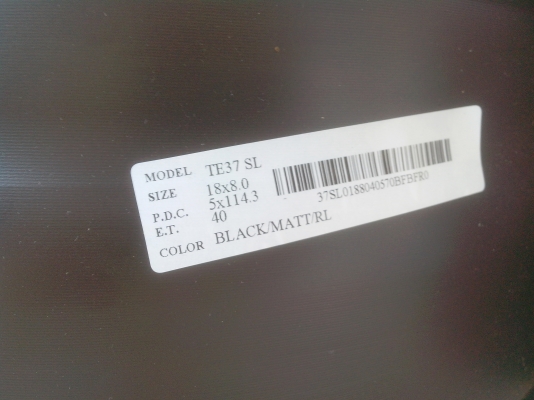 MODEL TE37 SL
SIZE 18x8.0
P.D.C. 5x114.3
E.T. 40
COLOR BLACK/MATT/RL
37SL0188040570BFBFR0